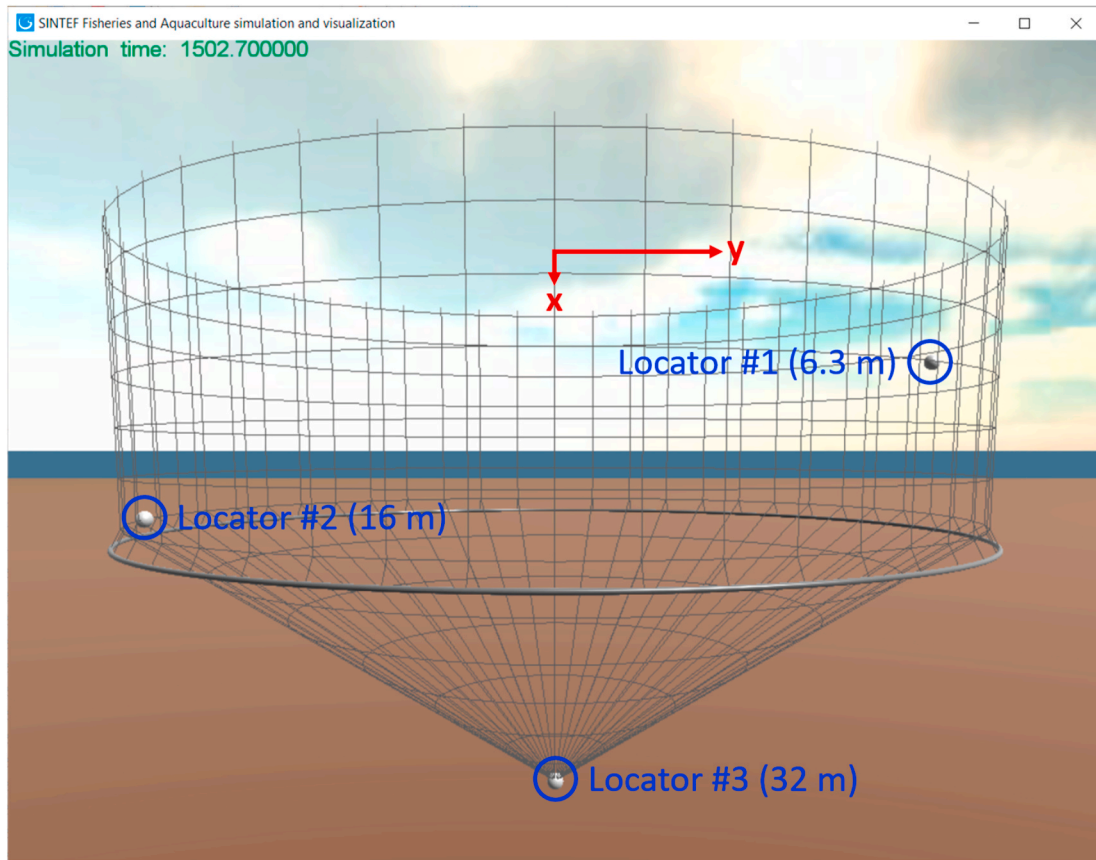 SINTEF Fisheries and Aquaculture simulation and visualization
Simulation time: 1502.700000
y
x
Locator #1 (6.3 m)
Locator #2 (16 m)
Locator #3 (32 m)